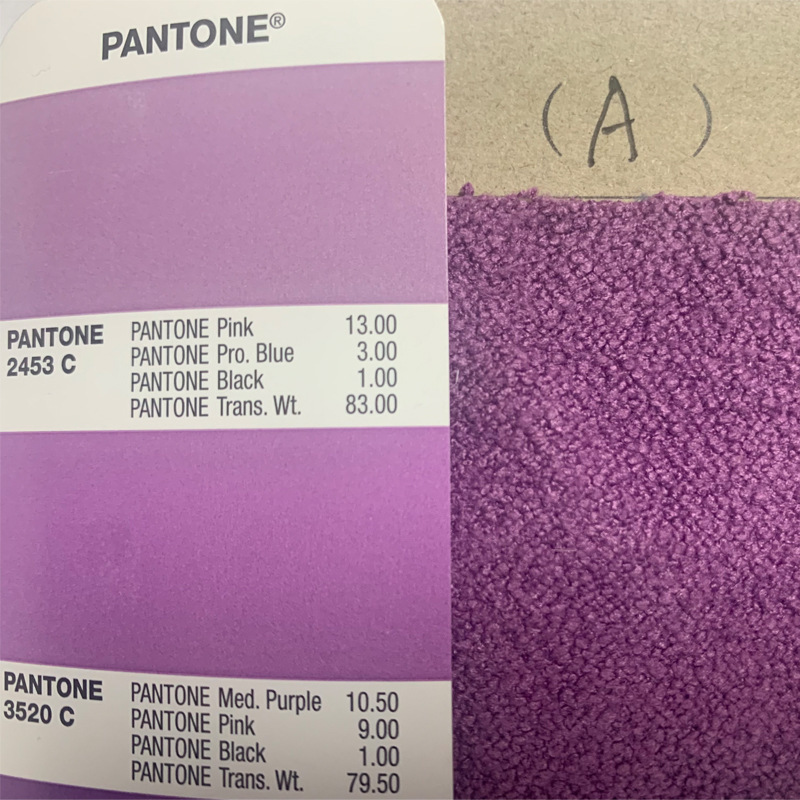 PANTONE®
(A)
PANTONE
2453 C
PANTONE Pink 13.00
PANTONE Pro. Blue 3.00
PANTONE Black 1.00
PANTONE Trans. Wt. 83.00
PANTONE
3520 C
PANTONE Med. Purple 10.50
PANTONE Pink 9.00
PANTONE Black 1.00
PANTONE Trans. Wt. 79.50